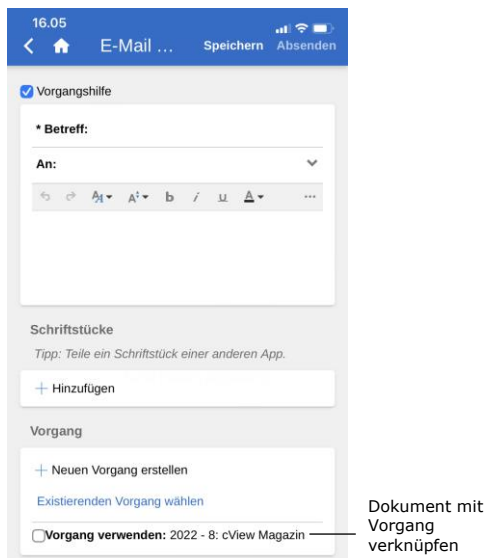 16.05
E-Mail ... Speichern Absenden
Vorgangshilfe
* Betreff:
An:
A A b i u A ...
Schriftstücke
Tipp: Teile ein Schriftstück einer anderen App.
+ Hinzufügen
Vorgang
+ Neuen Vorgang erstellen
Existierenden Vorgang wählen
Vorgang verwenden: 2022 - 8: cView Magazin
Dokument mit
Vorgang
verknüpfen